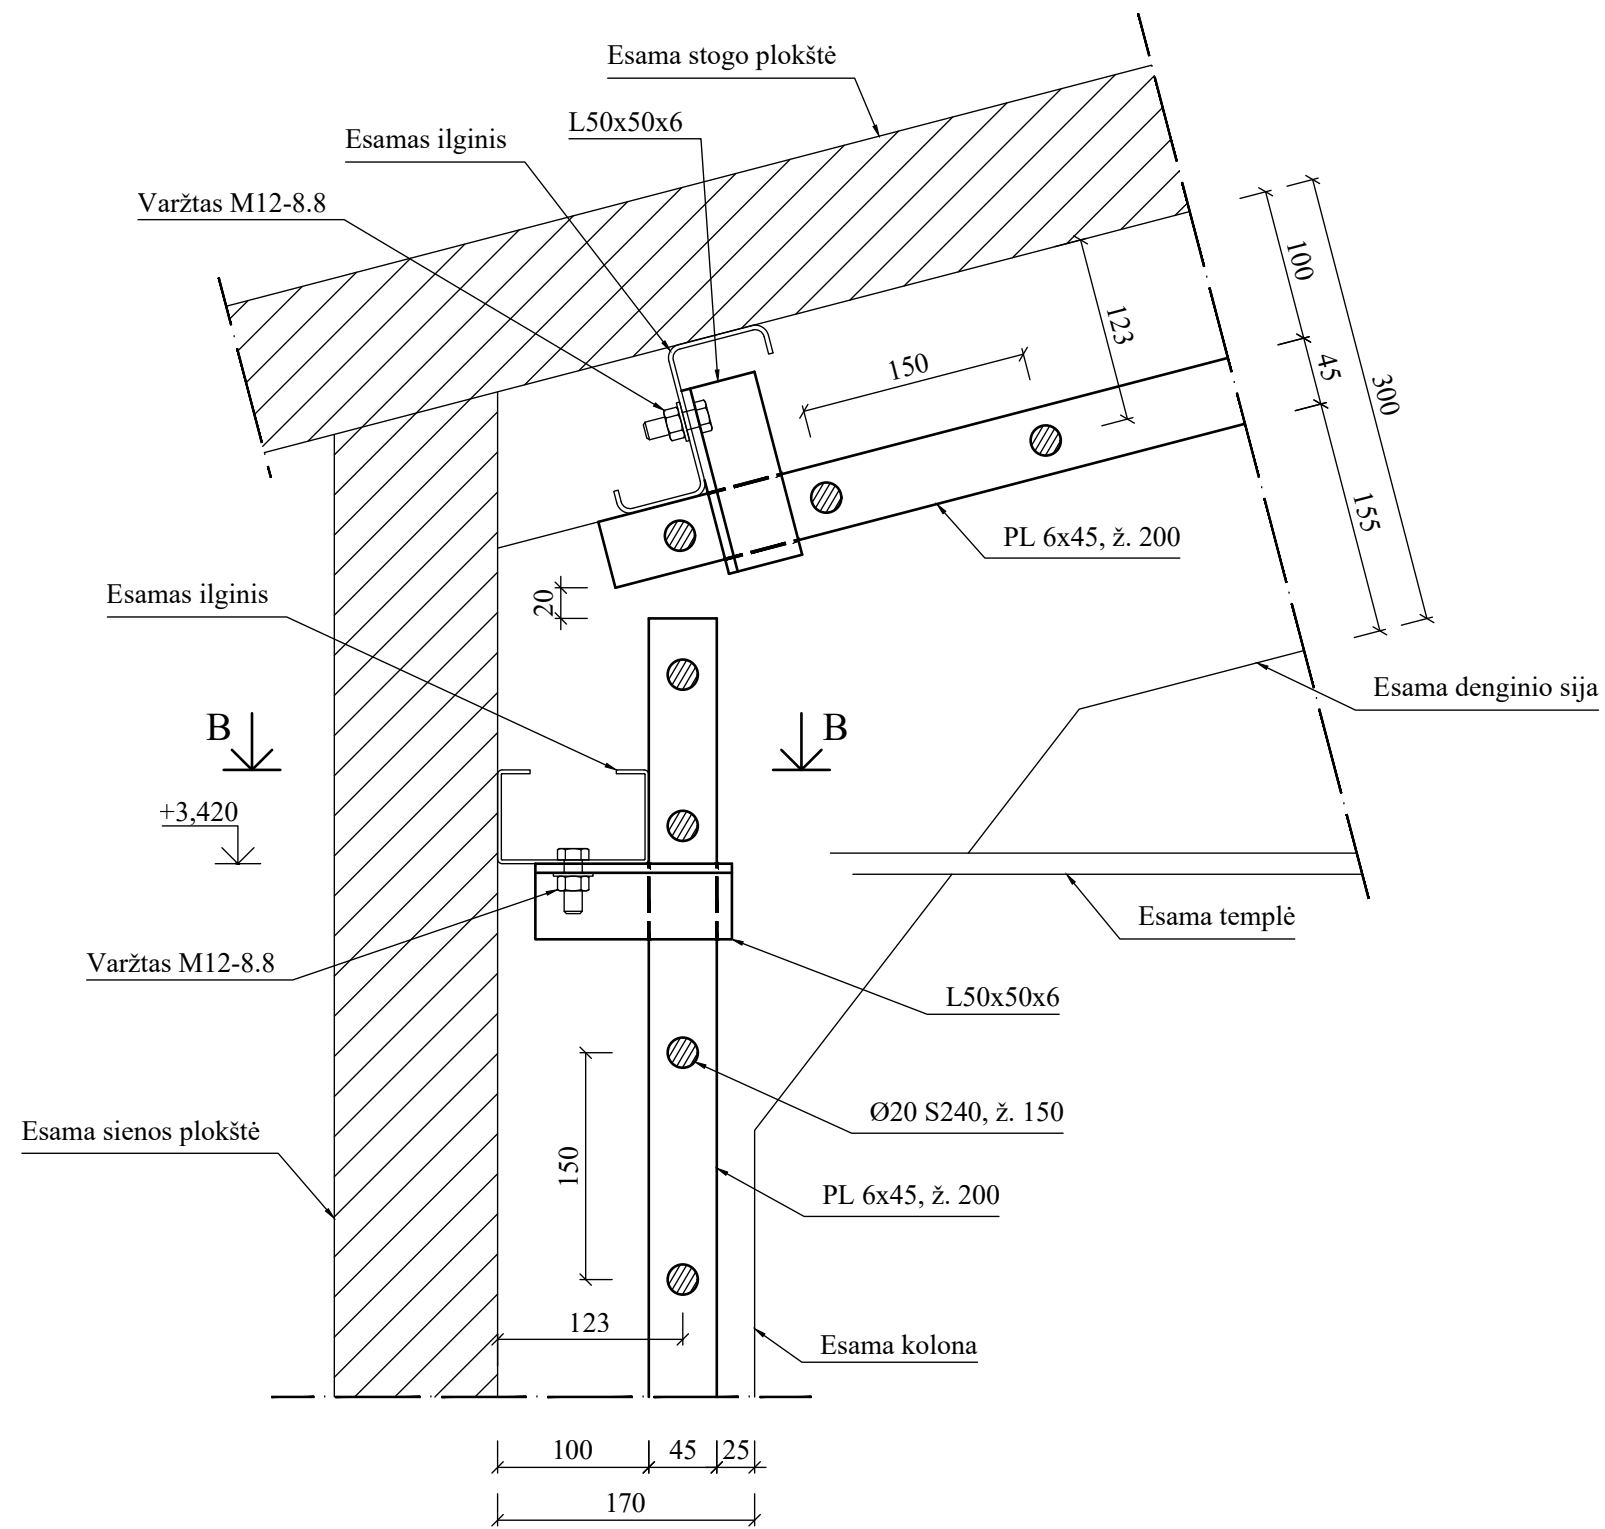 Esama stogo plokštė
L50x50x6
Esamas ilginis
Varžtas M12-8.8
100
123
45
300
150
155
PL 6x45, ž. 200
20
Esamas ilginis
Esama denginio sija
B
B
+3,420
Esama templė
Varžtas M12-8.8
L50x50x6
Ø20 S240, ž. 150
Esama sienos plokštė
150
PL 6x45, ž. 200
123
Esama kolona
100
45
25
170